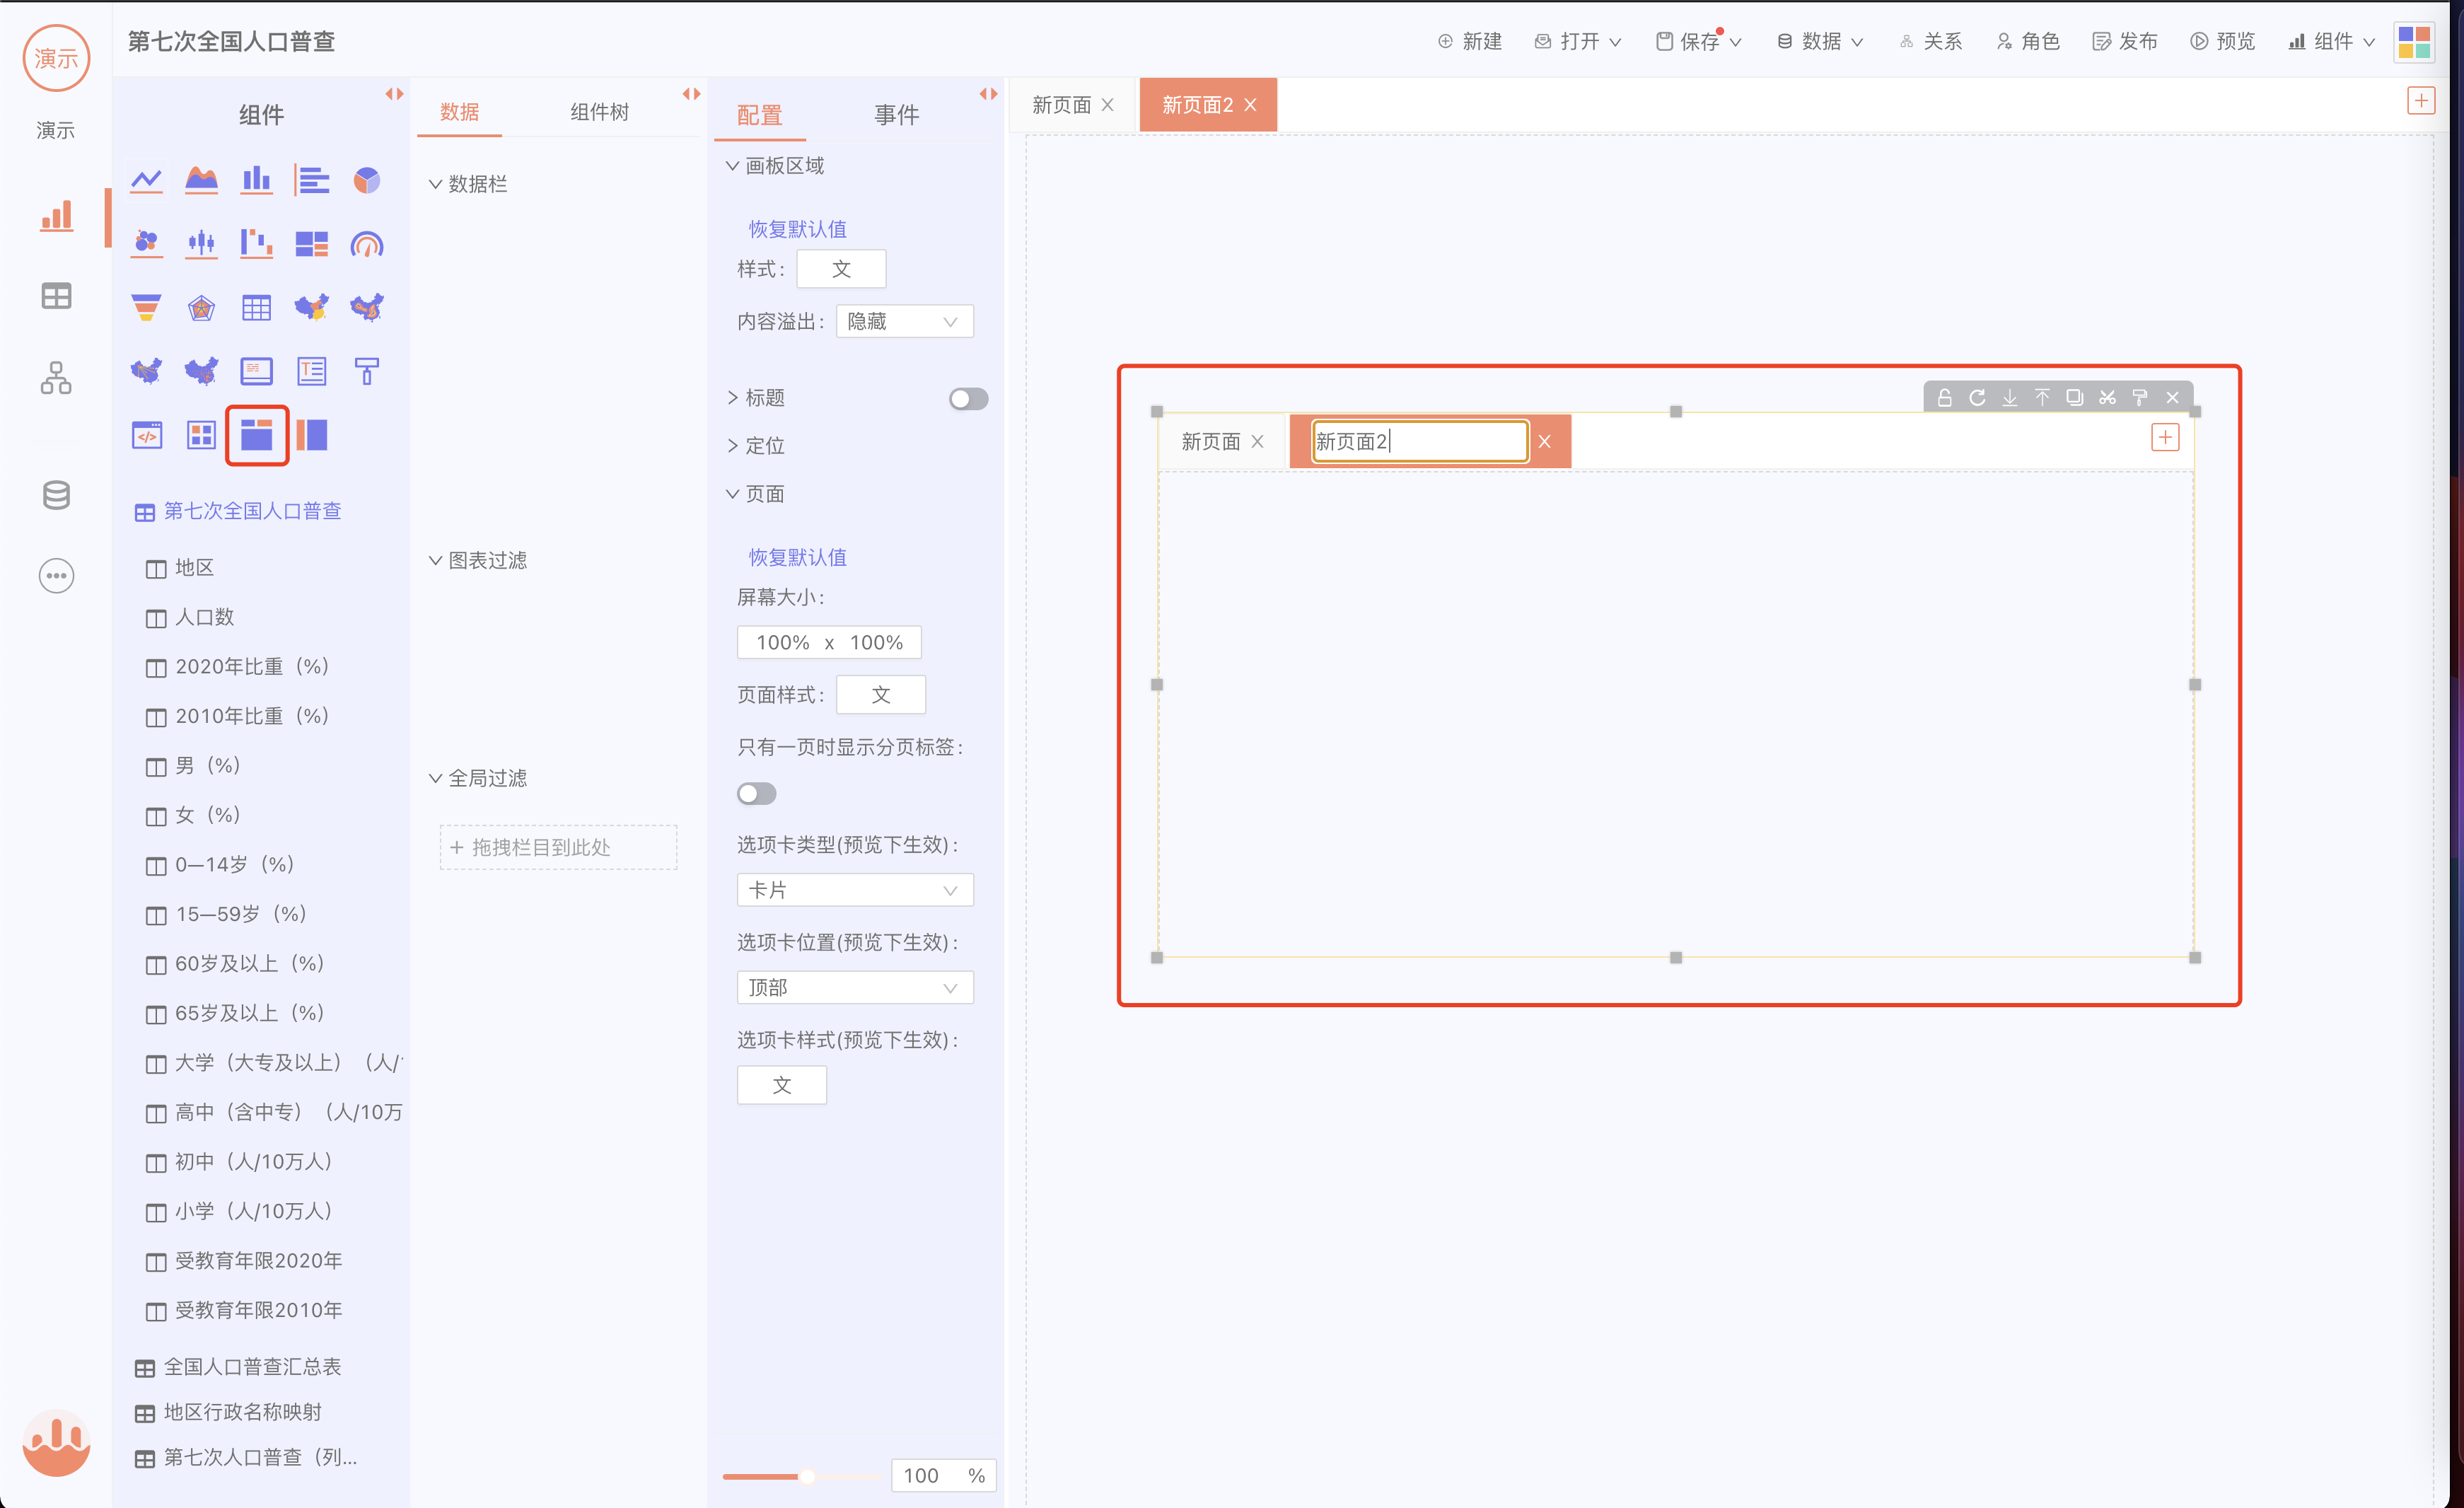 演示
演示
第七次全国人口普查
新建
打开
保存
数据
关系
角色
发布
预览
组件
组件
第七次全国人口普查
地区
人口数
2020年比重（%）
2010年比重（%）
男（%）
女（%）
0—14岁（%）
15—59岁（%）
60岁及以上（%）
65岁及以上（%）
大学（大专及以上）（人/
高中（含中专）（人/10万
初中（人/10万人）
小学（人/10万人）
受教育年限2020年
受教育年限2010年
全国人口普查汇总表
地区行政名称映射
第七次人口普查（列...
数据
组件树
数据栏
图表过滤
全局过滤
+ 拖拽栏目到此处
配置
事件
画板区域
恢复默认值
样式： 文
内容溢出： 隐藏
标题
定位
页面
恢复默认值
屏幕大小：
100% x 100%
页面样式： 文
只有一页时显示分页标签：
选项卡类型(预览下生效)：
卡片
选项卡位置(预览下生效)：
顶部
选项卡样式(预览下生效)：
文
100 %
新页面
新页面2
新页面
新页面2